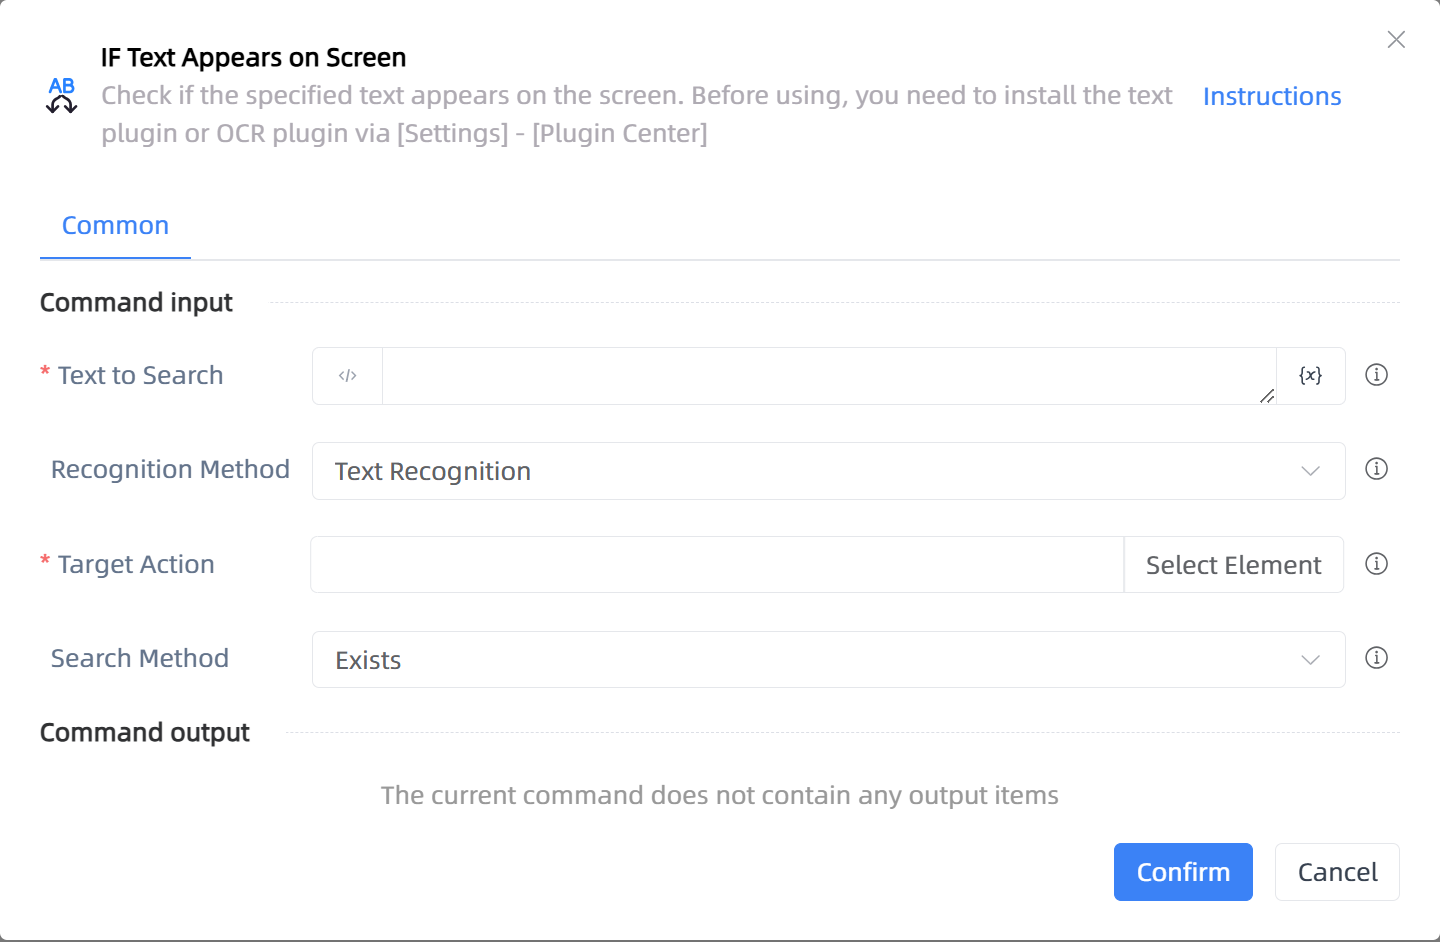 IF Text Appears on Screen
AB
Check if the specified text appears on the screen. Before using, you need to install the text
plugin or OCR plugin via [Settings] - [Plugin Center]
Instructions
Common
Command input
* Text to Search
</>
{x}
Recognition Method
Text Recognition
* Target Action
Select Element
Search Method
Exists
Command output
The current command does not contain any output items
Confirm
Cancel